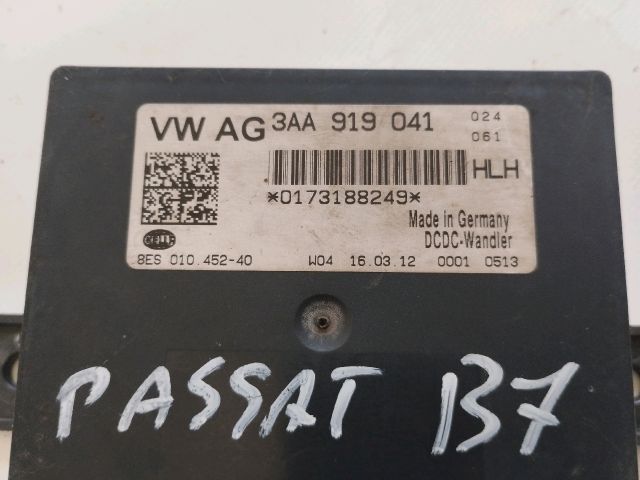 VW AG 3AA 919 041 024
061
HLH
*0173188249*
Made in Germany
HELLA DCDC-Wandler
8ES 010.452-40 W04 16.03.12 0001 0513
PASSAT B7